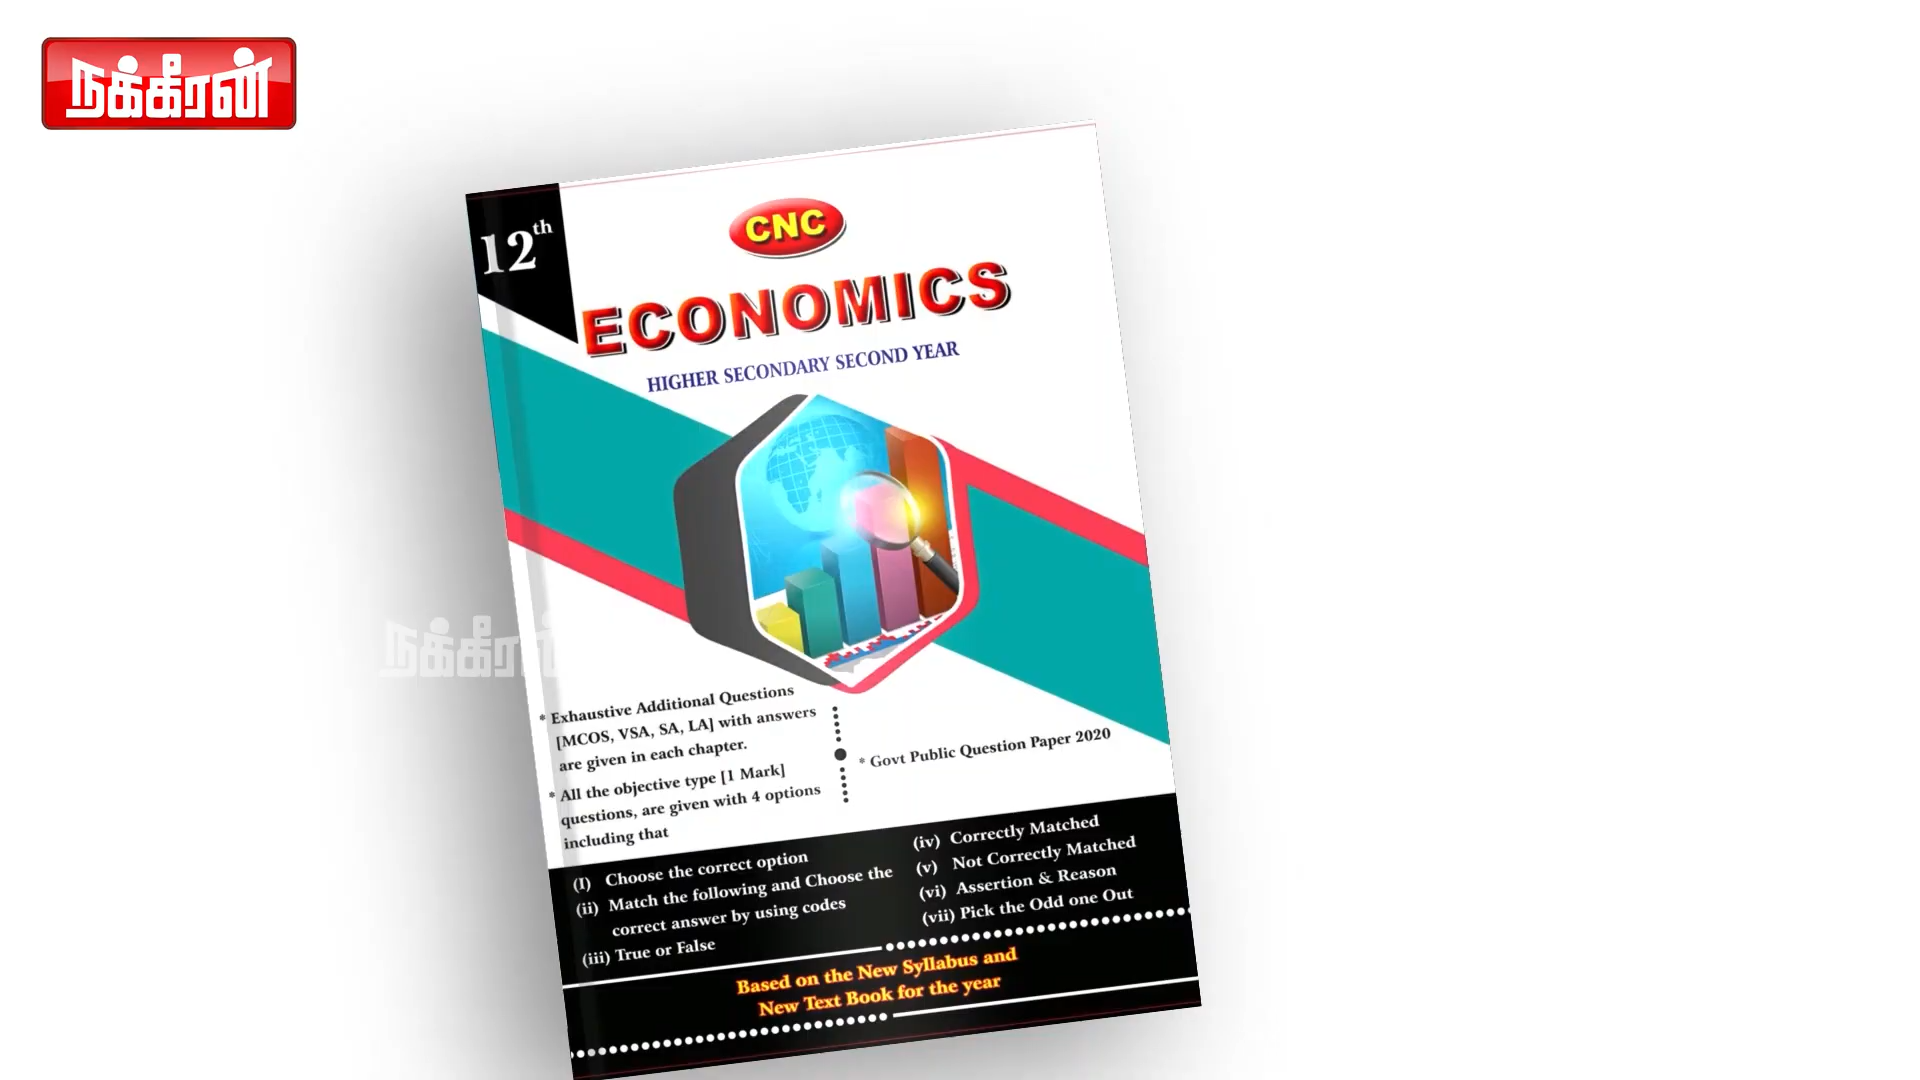 நக்கீரன்
12th
CNC
ECONOMICS
HIGHER SECONDARY SECOND YEAR
நக்கீரன்
* Exhaustive Additional Questions
[MCOS, VSA, SA, LA] with answers
are given in each chapter.
* All the objective type [1 Mark]
questions, are given with 4 options
including that
* Govt Public Question Paper 2020
(I) Choose the correct option
(ii) Match the following and Choose the
correct answer by using codes
(iii) True or False
(iv) Correctly Matched
(v) Not Correctly Matched
(vi) Assertion & Reason
(vii) Pick the Odd one Out
Based on the New Syllabus and
New Text Book for the year